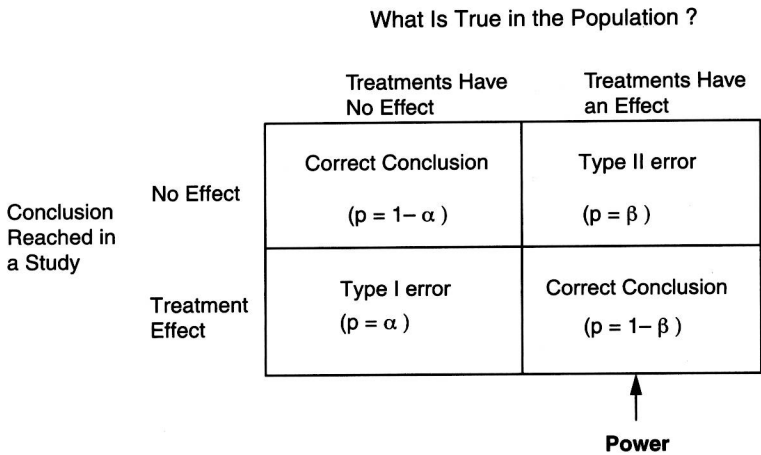 What Is True in the Population ?
Treatments Have
No Effect
Treatments Have
an Effect
Conclusion
Reached in
a Study
No Effect
Correct Conclusion
(p = 1– α )
Type II error
(p = β )
Treatment
Effect
Type I error
(p = α )
Correct Conclusion
(p = 1– β )
Power